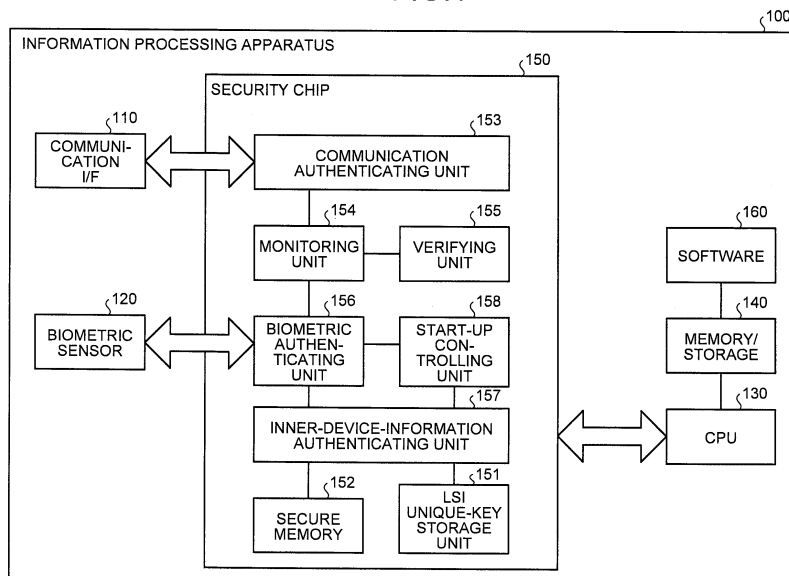 100
INFORMATION PROCESSING APPARATUS
150
SECURITY CHIP
110
COMMUNI-
CATION
I/F
153
COMMUNICATION
AUTHENTICATING UNIT
154
MONITORING
UNIT
155
VERIFYING
UNIT
160
SOFTWARE
120
BIOMETRIC
SENSOR
156
BIOMETRIC
AUTHEN-
TICATING
UNIT
158
START-UP
CON-
TROLLING
UNIT
140
MEMORY/
STORAGE
157
INNER-DEVICE-INFORMATION
AUTHENTICATING UNIT
130
CPU
152
SECURE
MEMORY
151
LSI
UNIQUE-KEY
STORAGE
UNIT